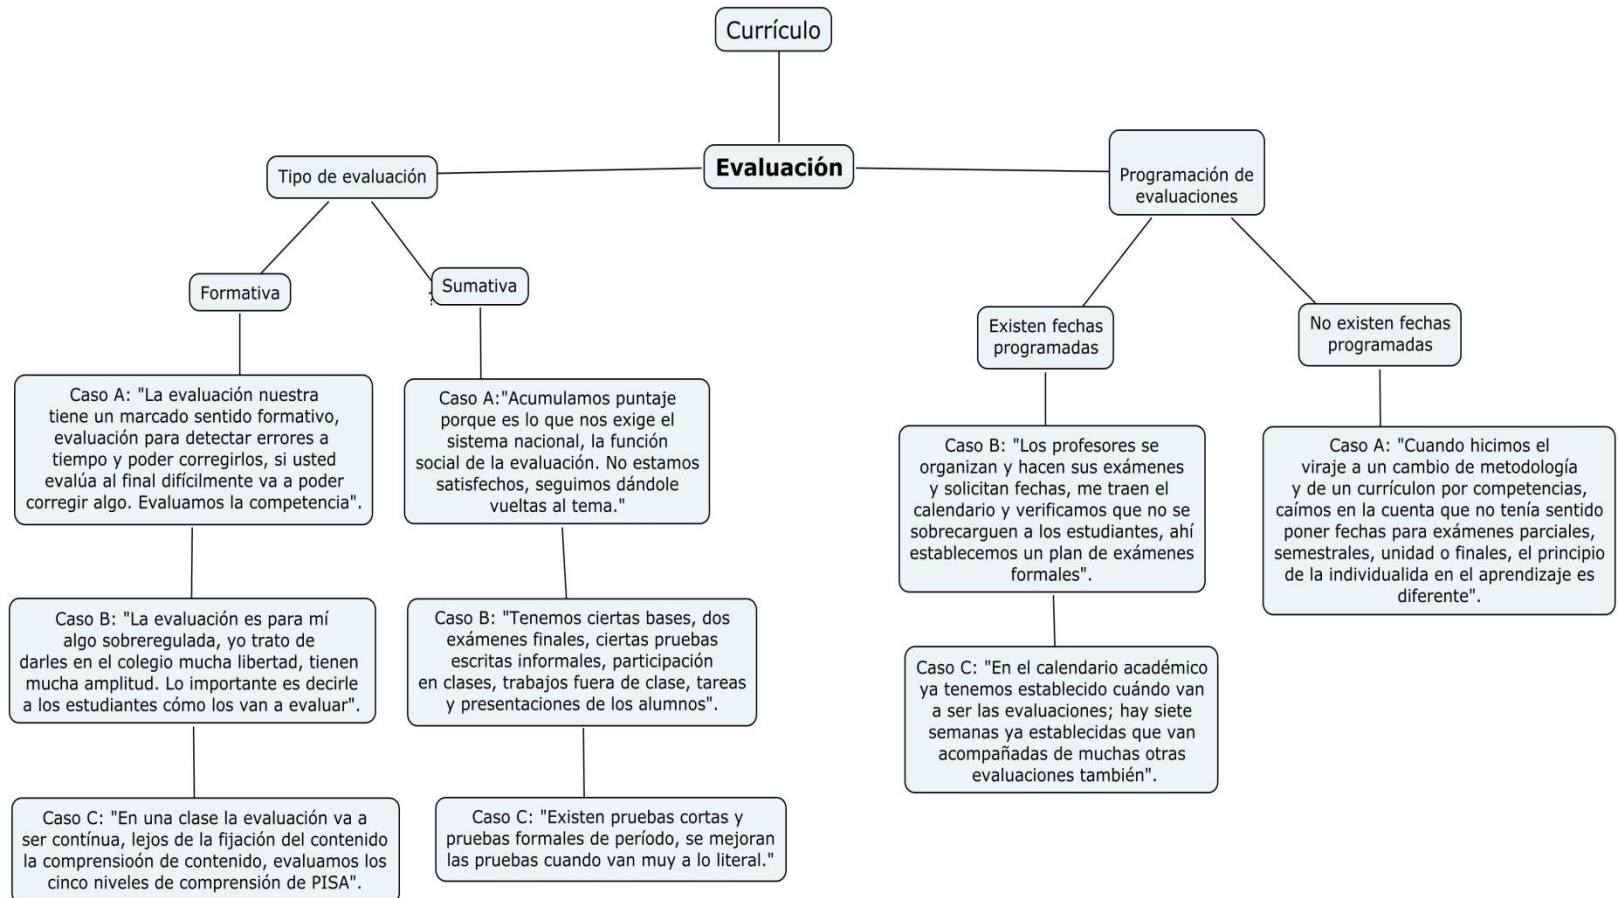 Currículo
Evaluación
Tipo de evaluación
Formativa
Caso A: "La evaluación nuestra
tiene un marcado sentido formativo,
evaluación para detectar errores a
tiempo y poder corregirlos, si usted
evalúa al final difícilmente va a poder
corregir algo. Evaluamos la competencia".
Caso B: "La evaluación es para mí
algo sobreregulada, yo trato de
darles en el colegio mucha libertad, tienen
mucha amplitud. Lo importante es decirle
a los estudiantes cómo los van a evaluar".
Caso C: "En una clase la evaluación va a
ser contínua, lejos de la fijación del contenido
la comprensioón de contenido, evaluamos los
cinco niveles de comprensión de PISA".
?
Sumativa
Caso A:"Acumulamos puntaje
porque es lo que nos exige el
sistema nacional, la función
social de la evaluación. No estamos
satisfechos, seguimos dándole
vueltas al tema."
Caso B: "Tenemos ciertas bases, dos
exámenes finales, ciertas pruebas
escritas informales, participación
en clases, trabajos fuera de clase, tareas
y presentaciones de los alumnos".
Caso C: "Existen pruebas cortas y
pruebas formales de período, se mejoran
las pruebas cuando van muy a lo literal."
Programación de
evaluaciones
Existen fechas
programadas
Caso B: "Los profesores se
organizan y hacen sus exámenes
y solicitan fechas, me traen el
calendario y verificamos que no se
sobrecarguen a los estudiantes, ahí
establecemos un plan de exámenes
formales".
Caso C: "En el calendario académico
ya tenemos establecido cuándo van
a ser las evaluaciones; hay siete
semanas ya establecidas que van
acompañadas de muchas otras
evaluaciones también".
No existen fechas
programadas
Caso A: "Cuando hicimos el
viraje a un cambio de metodología
y de un currículon por competencias,
caímos en la cuenta que no tenía sentido
poner fechas para exámenes parciales,
semestrales, unidad o finales, el principio
de la individualida en el aprendizaje es
diferente".